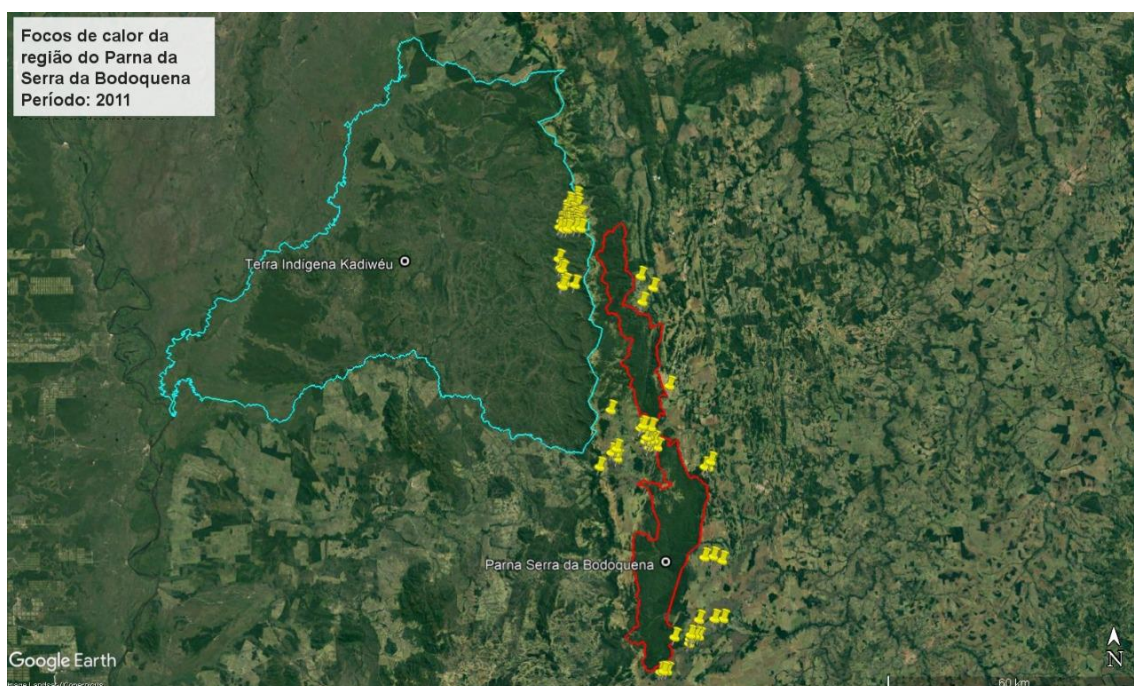 Focos de calor da
região do Parna da
Serra da Bodoquena
Período: 2011
Terra Indígena Kadiwéu
Parna Serra da Bodoquena
Google Earth
N
60 km